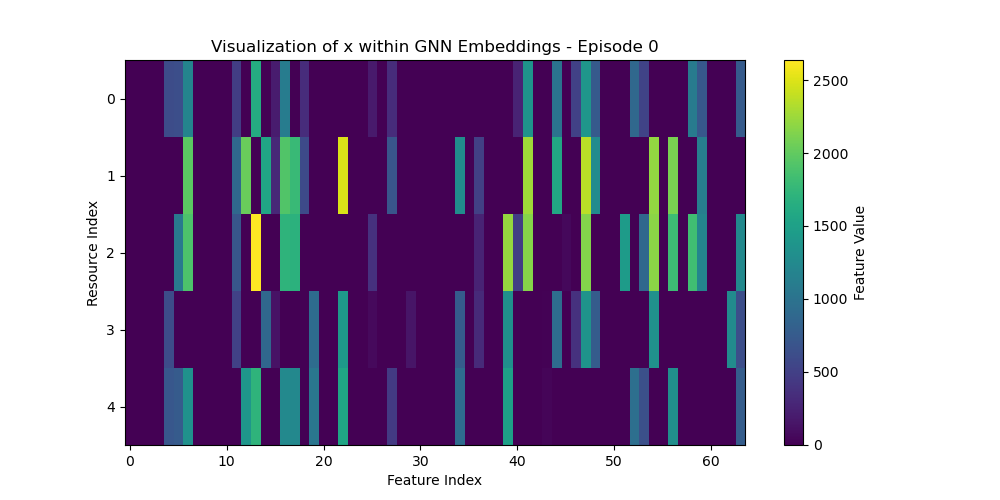 Visualization of x within GNN Embeddings - Episode 0
Resource Index
0
1
2
3
4
0 10 20 30 40 50 60
Feature Index
2500
2000
1500
1000
500
0
Feature Value